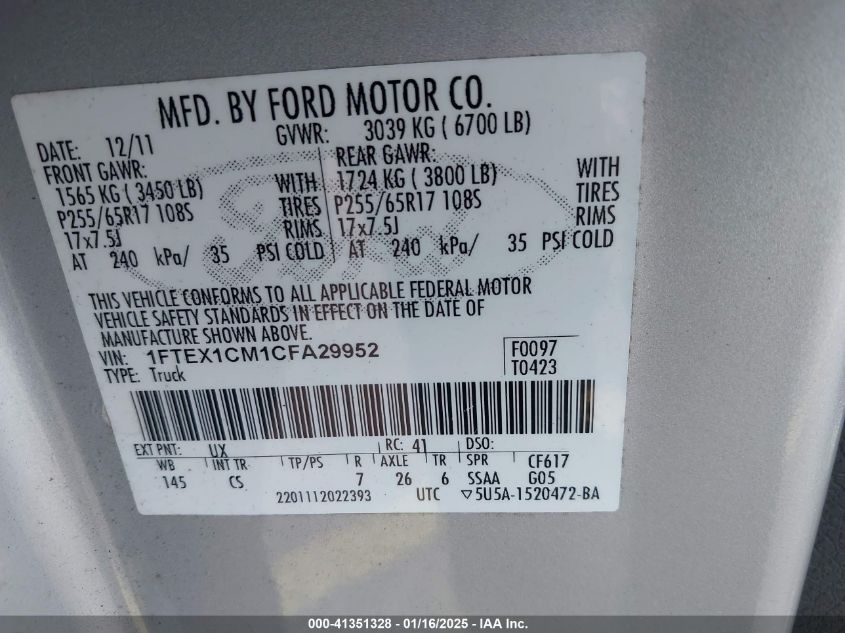 MFD. BY FORD MOTOR CO.
DATE: 12/11 GVWR: 3039 KG ( 6700 LB)
FRONT GAWR: REAR GAWR:
1565 KG ( 3450 LB) WITH 1724 KG ( 3800 LB) WITH
P255/65R17 108S TIRES P255/65R17 108S TIRES
17x7.5J RIMS 17x7.5J RIMS
AT 240 kPa/ 35 PSI COLD AT 240 kPa/ 35 PSI COLD
THIS VEHICLE CONFORMS TO ALL APPLICABLE FEDERAL MOTOR
VEHICLE SAFETY STANDARDS IN EFFECT ON THE DATE OF
MANUFACTURE SHOWN ABOVE.
VIN: 1FTEX1CM1CFA29952 F0097
TYPE: Truck T0423
EXT PNT: UX RC: 41 DSO:
WB INT TR TP/PS R AXLE TR SPR CF617
145 CS 7 26 6 SSAA G05
2201112022393 UTC ▽5U5A-1520472-BA
000-41351328 - 01/16/2025 - IAA Inc.